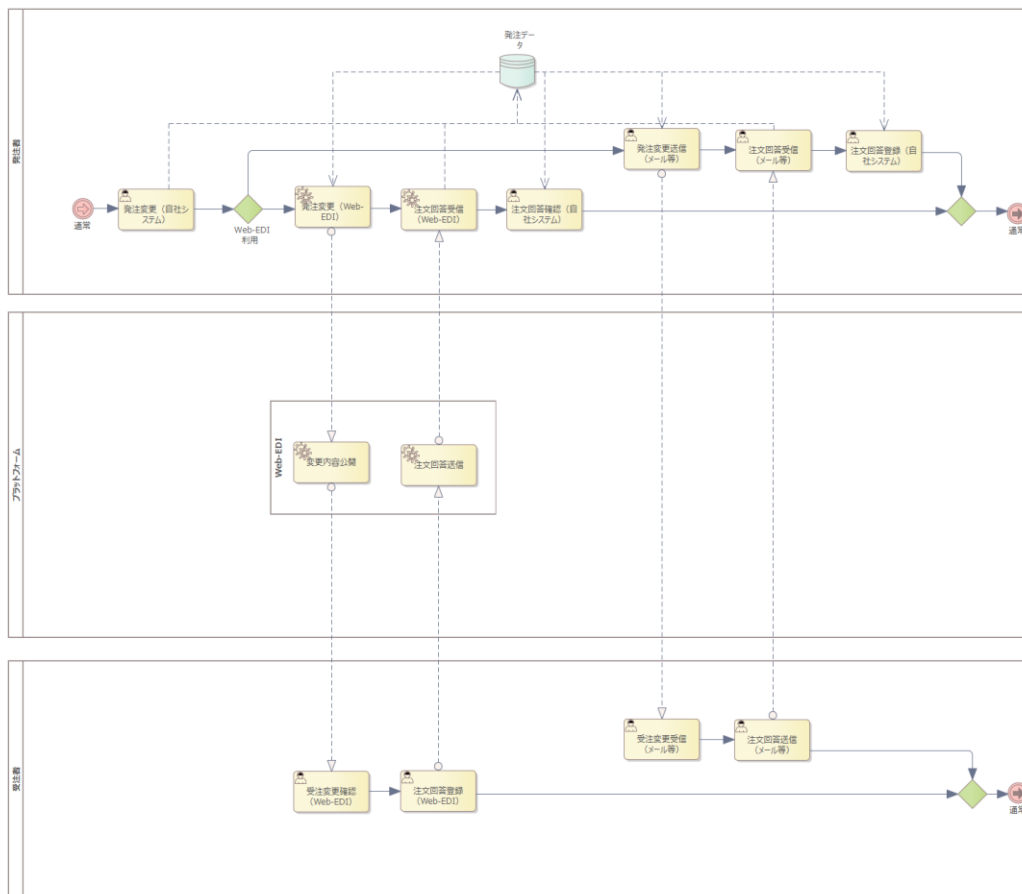 発注者
発注デー
タ
通常
発注変更（自社シ
ステム）
Web-EDI
利用
発注変更（Web-
EDI）
注文回答受信
（Web-EDI）
注文回答確認（自
社システム）
発注変更送信
（メール等）
注文回答受信
（メール等）
注文回答登録（自
社システム）
通常
プラットフォーム
Web-EDI
変更内容公開
注文回答送信
受注者
受注変更確認
（Web-EDI）
注文回答登録
（Web-EDI）
受注変更受信
（メール等）
注文回答送信
（メール等）
通常